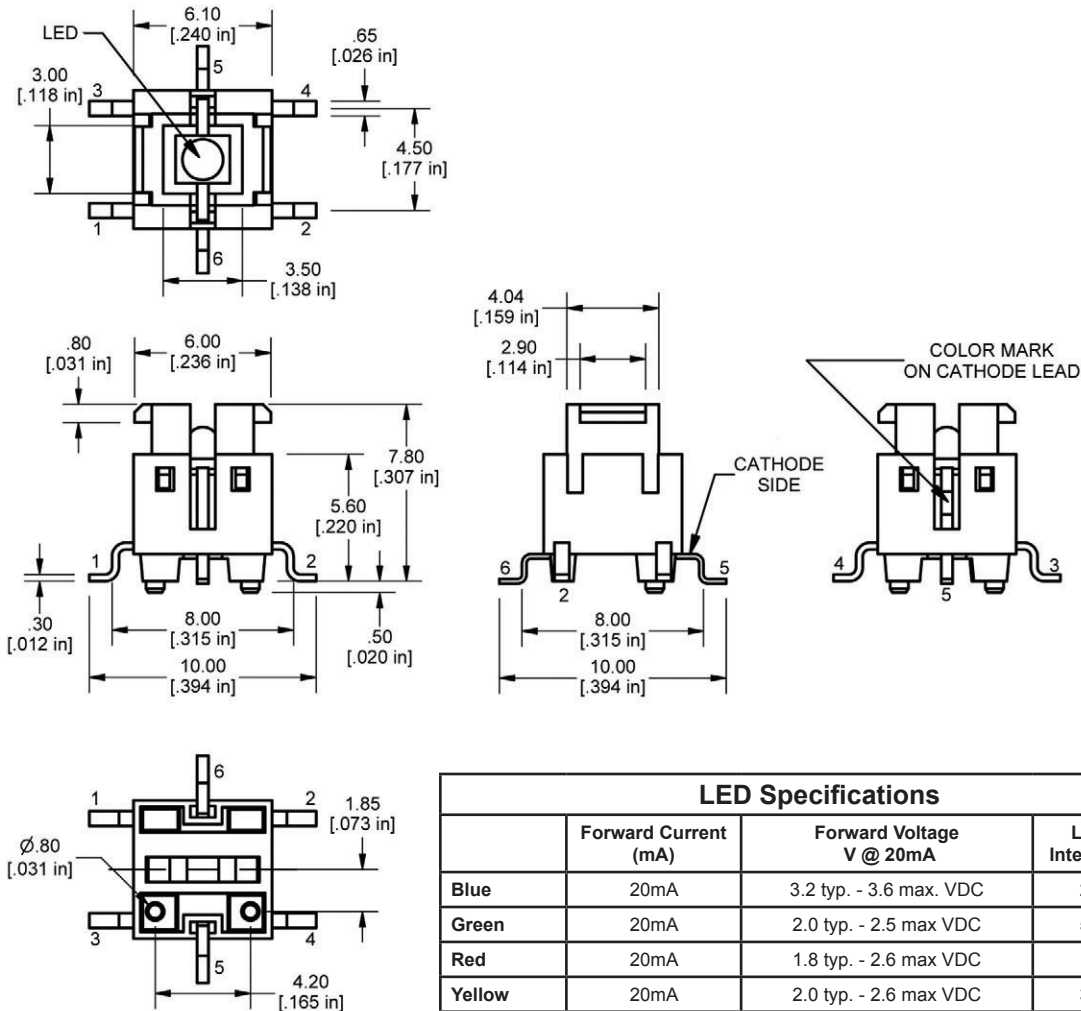 6.10
[.240 in]
LED
.65
[.026 in]
5
3.00
[.118 in]
3
4
4.50
[.177 in]
1
2
6
3.50
[.138 in]
4.04
[.159 in]
.80
[.031 in]
6.00
[.236 in]
2.90
[.114 in]
COLOR MARK
ON CATHODE LEAD
7.80
[.307 in]
CATHODE
SIDE
5.60
[.220 in]
1
2
6
2
5
4
5
3
.30
[.012 in]
8.00
[.315 in]
.50
[.020 in]
10.00
[.394 in]
8.00
[.315 in]
10.00
[.394 in]
6
1
2
1.85
[.073 in]
Ø.80
[.031 in]
3
4
5
4.20
[.165 in]
LED Specifications
Forward Current
(mA)
Forward Voltage
V @ 20mA
Blue 20mA 3.2 typ. - 3.6 max. VDC
Green 20mA 2.0 typ. - 2.5 max VDC
Red 20mA 1.8 typ. - 2.6 max VDC
Yellow 20mA 2.0 typ. - 2.6 max VDC